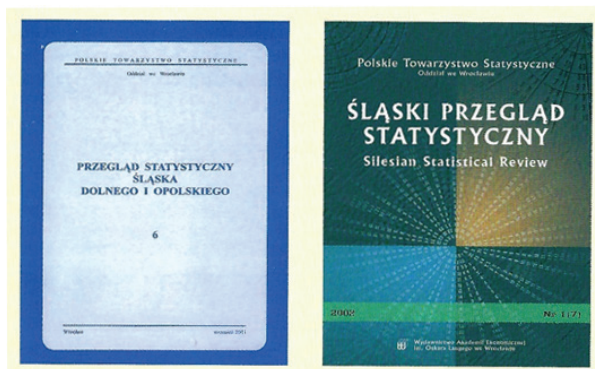 POLSKIE TOWARZYSTWO STATYSTYCZNE
Oddział we Wrocławiu
PRZEGLĄD STATYSTYCZNY
ŚLĄSKA
DOLNEGO I OPOLSKIEGO
6
Wrocław
wrzesień
Polskie Towarzystwo Statystyczne
Oddział we Wrocławiu
ŚLĄSKI PRZEGLĄD
STATYSTYCZNY
Silesian Statistical Review
2002
Nr 1(7)
Wydawnictwo Akademii Ekonomicznej
im. Oskara Langego we Wrocławiu